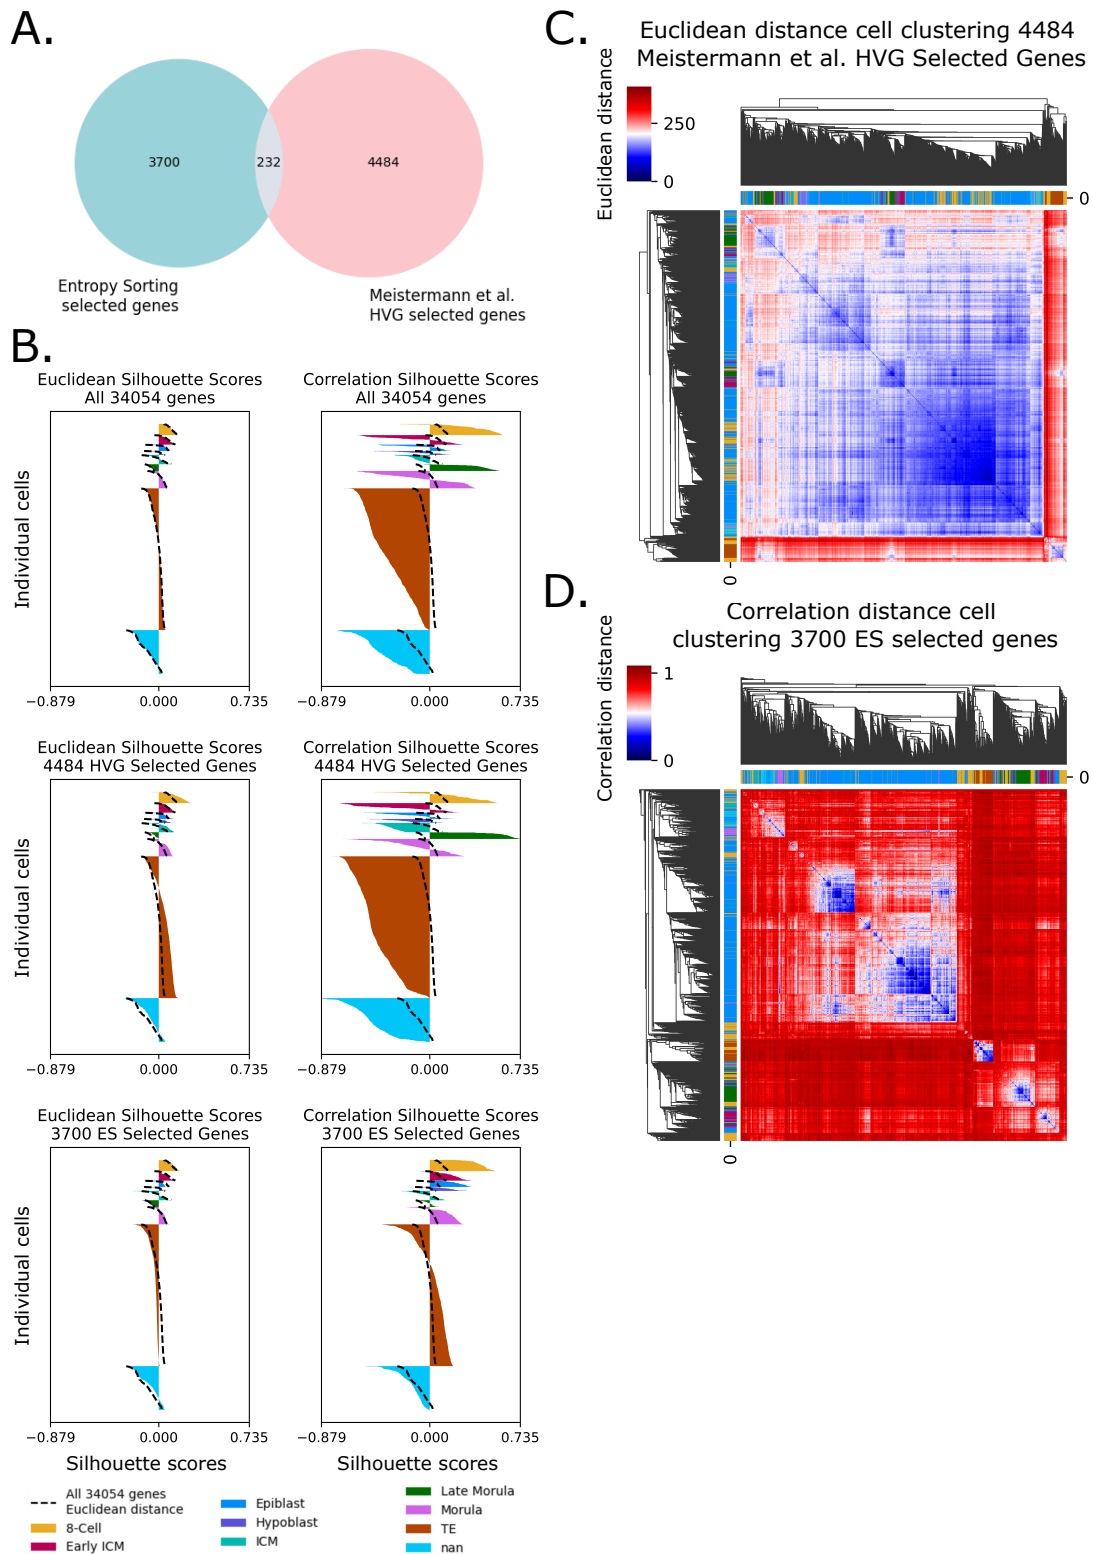 A.
3700
232
4484
Entropy Sorting
selected genes
Meistermann et al.
HVG selected genes
B.
Euclidean Silhouette Scores
All 34054 genes
Correlation Silhouette Scores
All 34054 genes
Individual cells
−0.879
0.000
0.735
−0.879
0.000
0.735
Euclidean Silhouette Scores
4484 HVG Selected Genes
Correlation Silhouette Scores
4484 HVG Selected Genes
Individual cells
−0.879
0.000
0.735
−0.879
0.000
0.735
Euclidean Silhouette Scores
3700 ES Selected Genes
Correlation Silhouette Scores
3700 ES Selected Genes
Individual cells
−0.879
0.000
0.735
−0.879
0.000
0.735
Silhouette scores
Silhouette scores
All 34054 genes
Euclidean distance
8-Cell
Early ICM
Epiblast
Hypoblast
ICM
Late Morula
Morula
TE
nan
C.
Euclidean distance cell clustering 4484
Meistermann et al. HVG Selected Genes
Euclidean distance
250
0
0
0
D.
Correlation distance cell
clustering 3700 ES selected genes
Correlation distance
1
0
0
0